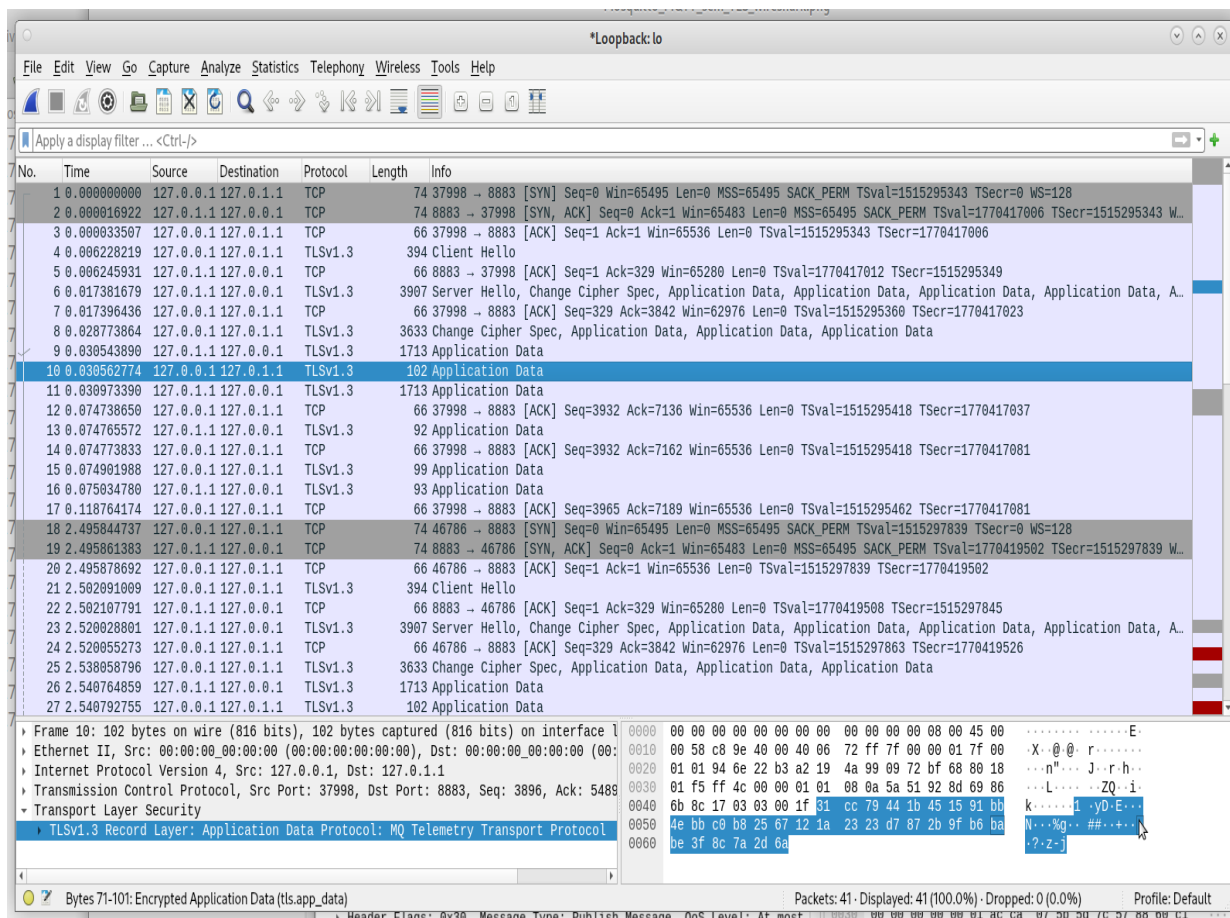 *Loopback: lo
File Edit View Go Capture Analyze Statistics Telephony Wireless Tools Help
Apply a display filter ... <Ctrl-/>
No. Time Source Destination Protocol Length Info
1 0.000000000 127.0.0.1 127.0.1.1 TCP 74 37998 → 8883 [SYN] Seq=0 Win=65495 Len=0 MSS=65495 SACK_PERM TSval=1515295343 TSecr=0 WS=128
2 0.000016922 127.0.1.1 127.0.0.1 TCP 74 8883 → 37998 [SYN, ACK] Seq=0 Ack=1 Win=65483 Len=0 MSS=65495 SACK_PERM TSval=1770417006 TSecr=1515295343 W…
3 0.000033507 127.0.0.1 127.0.1.1 TCP 66 37998 → 8883 [ACK] Seq=1 Ack=1 Win=65536 Len=0 TSval=1515295343 TSecr=1770417006
4 0.006228219 127.0.0.1 127.0.1.1 TLSv1.3 394 Client Hello
5 0.006245931 127.0.1.1 127.0.0.1 TCP 66 8883 → 37998 [ACK] Seq=1 Ack=329 Win=65280 Len=0 TSval=1770417012 TSecr=1515295349
6 0.017381679 127.0.1.1 127.0.0.1 TLSv1.3 3907 Server Hello, Change Cipher Spec, Application Data, Application Data, Application Data, Application Data, A…
7 0.017396436 127.0.0.1 127.0.1.1 TCP 66 37998 → 8883 [ACK] Seq=329 Ack=3842 Win=62976 Len=0 TSval=1515295360 TSecr=1770417023
8 0.028773864 127.0.0.1 127.0.1.1 TLSv1.3 3633 Change Cipher Spec, Application Data, Application Data, Application Data
9 0.030543890 127.0.1.1 127.0.0.1 TLSv1.3 1713 Application Data
10 0.030562774 127.0.0.1 127.0.1.1 TLSv1.3 102 Application Data
11 0.030973390 127.0.1.1 127.0.0.1 TLSv1.3 1713 Application Data
12 0.074738650 127.0.0.1 127.0.1.1 TCP 66 37998 → 8883 [ACK] Seq=3932 Ack=7136 Win=65536 Len=0 TSval=1515295418 TSecr=1770417037
13 0.074765572 127.0.1.1 127.0.0.1 TLSv1.3 92 Application Data
14 0.074773833 127.0.0.1 127.0.1.1 TCP 66 37998 → 8883 [ACK] Seq=3932 Ack=7162 Win=65536 Len=0 TSval=1515295418 TSecr=1770417081
15 0.074901988 127.0.0.1 127.0.1.1 TLSv1.3 99 Application Data
16 0.075034780 127.0.1.1 127.0.0.1 TLSv1.3 93 Application Data
17 0.118764174 127.0.0.1 127.0.1.1 TCP 66 37998 → 8883 [ACK] Seq=3965 Ack=7189 Win=65536 Len=0 TSval=1515295462 TSecr=1770417081
18 2.495844737 127.0.0.1 127.0.1.1 TCP 74 46786 → 8883 [SYN] Seq=0 Win=65495 Len=0 MSS=65495 SACK_PERM TSval=1515297839 TSecr=0 WS=128
19 2.495861383 127.0.1.1 127.0.0.1 TCP 74 8883 → 46786 [SYN, ACK] Seq=0 Ack=1 Win=65483 Len=0 MSS=65495 SACK_PERM TSval=1770419502 TSecr=1515297839 W…
20 2.495878692 127.0.0.1 127.0.1.1 TCP 66 46786 → 8883 [ACK] Seq=1 Ack=1 Win=65536 Len=0 TSval=1515297839 TSecr=1770419502
21 2.502091009 127.0.0.1 127.0.1.1 TLSv1.3 394 Client Hello
22 2.502107791 127.0.1.1 127.0.0.1 TCP 66 8883 → 46786 [ACK] Seq=1 Ack=329 Win=65280 Len=0 TSval=1770419508 TSecr=1515297845
23 2.520028801 127.0.1.1 127.0.0.1 TLSv1.3 3907 Server Hello, Change Cipher Spec, Application Data, Application Data, Application Data, Application Data, A…
24 2.520055273 127.0.0.1 127.0.1.1 TCP 66 46786 → 8883 [ACK] Seq=329 Ack=3842 Win=62976 Len=0 TSval=1515297863 TSecr=1770419526
25 2.538058796 127.0.0.1 127.0.1.1 TLSv1.3 3633 Change Cipher Spec, Application Data, Application Data, Application Data
26 2.540764859 127.0.1.1 127.0.0.1 TLSv1.3 1713 Application Data
27 2.540792755 127.0.0.1 127.0.1.1 TLSv1.3 102 Application Data
Frame 10: 102 bytes on wire (816 bits), 102 bytes captured (816 bits) on interface l
Ethernet II, Src: 00:00:00_00:00:00 (00:00:00:00:00:00), Dst: 00:00:00_00:00:00 (00:
Internet Protocol Version 4, Src: 127.0.0.1, Dst: 127.0.1.1
Transmission Control Protocol, Src Port: 37998, Dst Port: 8883, Seq: 3896, Ack: 5489
Transport Layer Security
TLSv1.3 Record Layer: Application Data Protocol: MQ Telemetry Transport Protocol
0000 00 00 00 00 00 00 00 00 00 00 00 00 08 00 45 00 ········ ······E·
0010 00 58 c8 9e 40 00 40 06 72 ff 7f 00 00 01 7f 00 ·X··@·@· r·······
0020 01 01 94 6e 22 b3 a2 19 4a 99 09 72 bf 68 80 18 ···n"··· J··r·h··
0030 01 f5 ff 4c 00 00 01 01 08 0a 5a 51 92 8d 69 86 ···L···· ··ZQ··i·
0040 6b 8c 17 03 03 00 1f 31 cc 79 44 1b 45 15 91 bb k······1 ·yD·E···
0050 4e bb c0 b8 25 67 12 1a 23 23 d7 87 2b 9f b6 ba N···%g·· ##··+···
0060 be 3f 8c 7a 2d 6a ·?·z-j
Bytes 71-101: Encrypted Application Data (tls.app_data)
Packets: 41 · Displayed: 41 (100.0%) · Dropped: 0 (0.0%)
Profile: Default